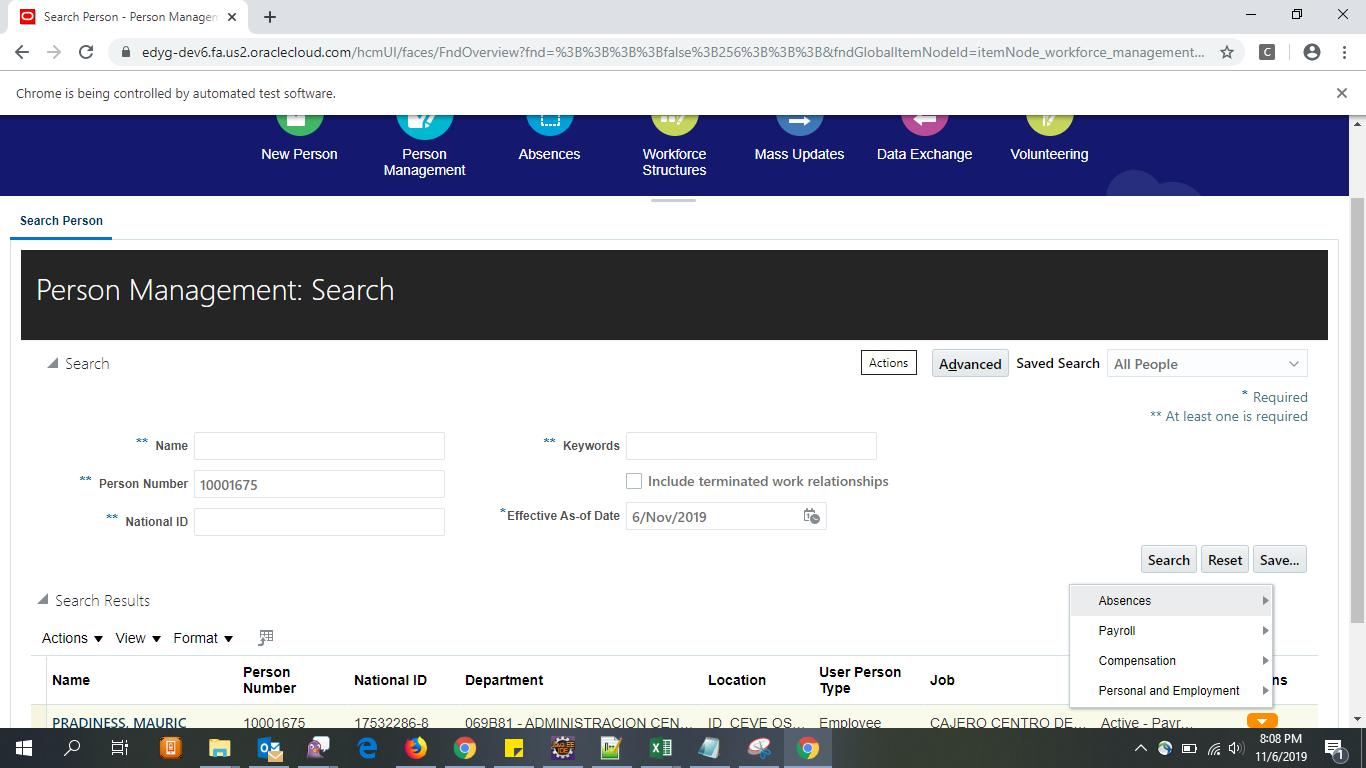 Search Person - Person Managem
edyg-dev6.fa.us2.oraclecloud.com/hcmUI/faces/FndOverview?fnd=%3B%3B%3B%3Bfalse%3B256%3B%3B%3B&fndGlobalItemNodeId=itemNode_workforce_management...
C
Chrome is being controlled by automated test software.
New Person
Person Management
Absences
Workforce Structures
Mass Updates
Data Exchange
Volunteering
Search Person
Person Management: Search
Search
Actions
Advanced
Saved Search
All People
* Required
** At least one is required
** Name
** Keywords
** Person Number 10001675
Include terminated work relationships
** National ID
*Effective As-of Date 6/Nov/2019
Search
Reset
Save...
Absences
Payroll
Compensation
Personal and Employment
Search Results
Actions
View
Format
Name
Person Number
National ID
Department
Location
User Person Type
Job
ns
PRADINESS, MAURIC
10001675
17532286-8
069B81 - ADMINISTRACION CEN...
ID_CEVE OS...
Employee
CAJERO CENTRO DE...
Active - Payr...
8:08 PM
11/6/2019
1